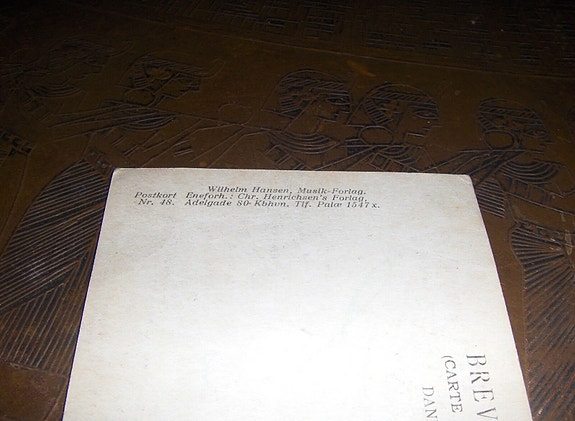 Wilhelm Hansen, Musik-Forlag.
Postkort Eneforh.: Chr. Henrichsen's Forlag,
Nr. 48. Adelgade 80 Kbhvn, Tlf. Palæ 1547 x.
BREV
(CARTE
DAN